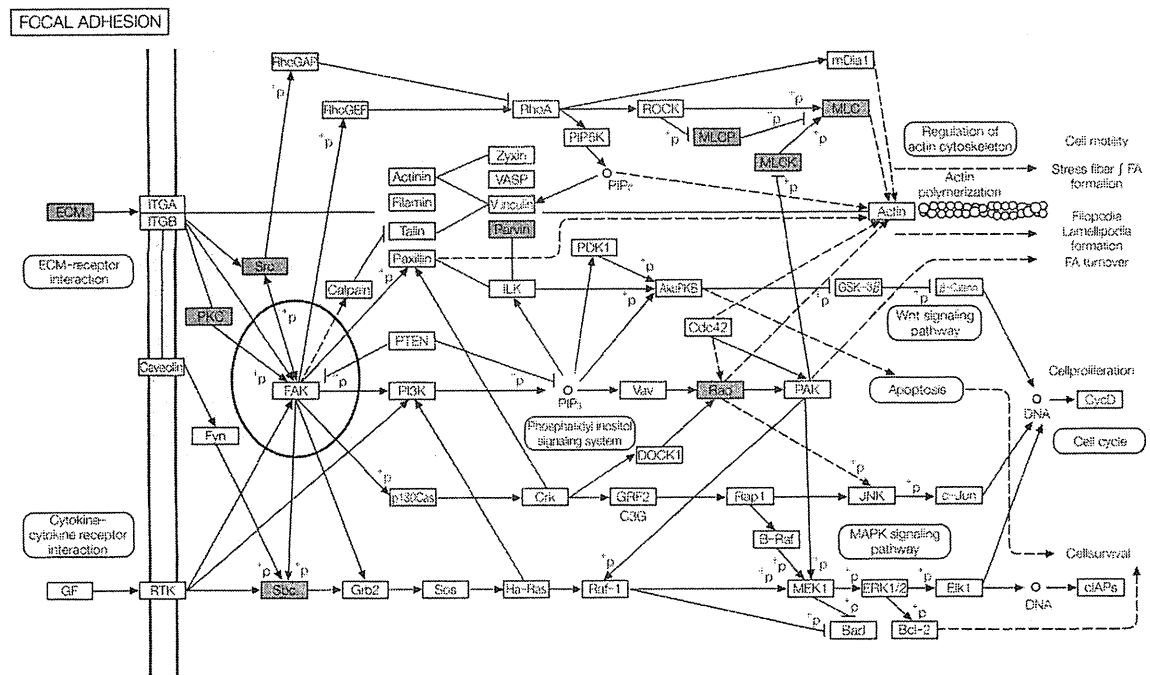 FOCAL ADHESION
RhoGAP
mDia1
+p
RhoGEF
RhoA
ROCK
+p
MLC
+p
+p
-p
MLCP
+p
PIP5K
MLCK
+p
Regulation of
actin cytoskeleton
Cell motility
Zyxin
Actinin
VASP
PIP2
Actin
polymerization
Stress fiber ∫ FA
formation
ECM
ITGA
ITGB
Filamin
Vinculin
Actin
Talin
Parvin
Filopodia
Lamellipodia
formation
FA turnover
ECM-receptor
interaction
Src
Paxillin
+p
PDK1
+p
Calpain
ILK
Akt/PKB
+p
+p
GSK-3β
+p
β-Catenin
PKC
+p
Cdc42
Wnt signaling
pathway
PTEN
Caveolin
+p
-p
-p
FAK
PI3K
PIP3
Vav
Rac
PAK
Apoptosis
Cellproliferation
DNA
CycD
Fyn
Phosphatidyl inositol
signaling system
DOCK1
Cell cycle
+p
+p
+p
p130Cas
Crk
GRF2
C3G
Rap1
JNK
c-Jun
Cytokine-
cytokine receptor
interaction
B-Raf
MAPK signaling
pathway
Cellsurvival
+p
+p
+p
+p
+p
+p
+p
GF
RTK
Shc
Grb2
Sos
Ha-Ras
Raf-1
MEK1
ERK1/2
Elk1
DNA
cIAPs
+p
+p
Bad
Bcl-2